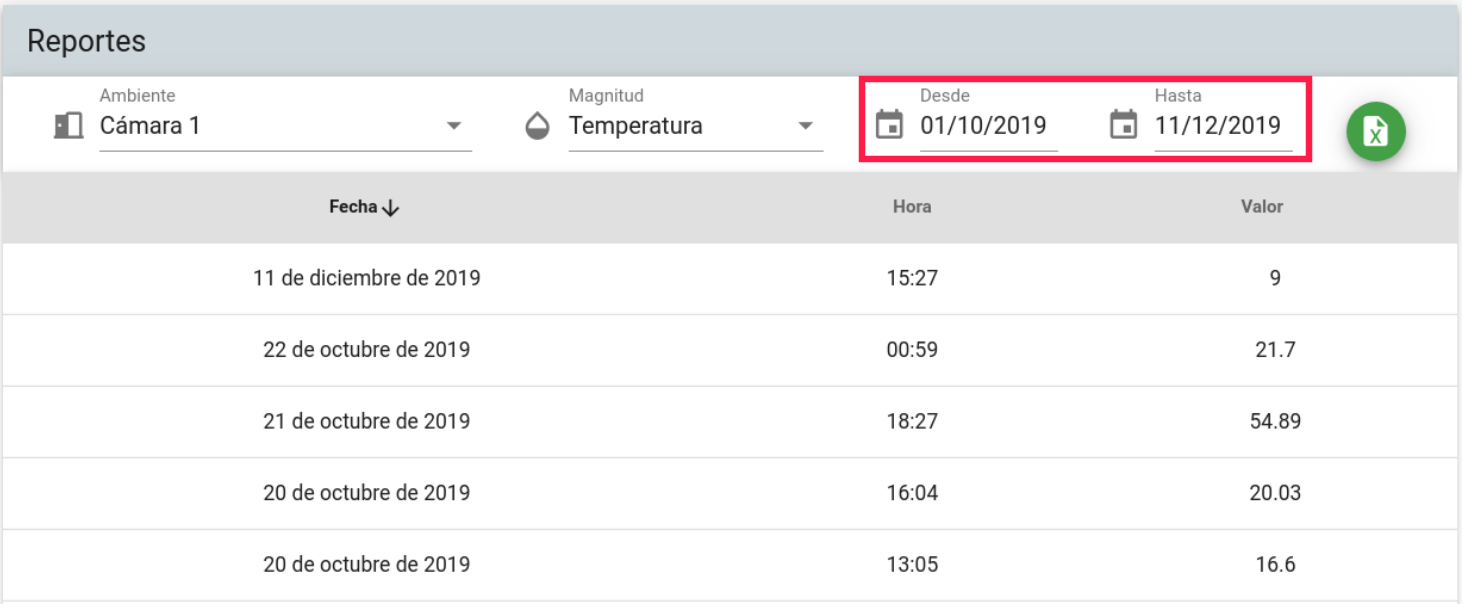 Reportes
Ambiente Magnitud Desde Hasta
Cámara 1 Temperatura 01/10/2019 11/12/2019
X
Fecha Hora Valor
11 de diciembre de 2019 15:27 9
22 de octubre de 2019 00:59 21.7
21 de octubre de 2019 18:27 54.89
20 de octubre de 2019 16:04 20.03
20 de octubre de 2019 13:05 16.6